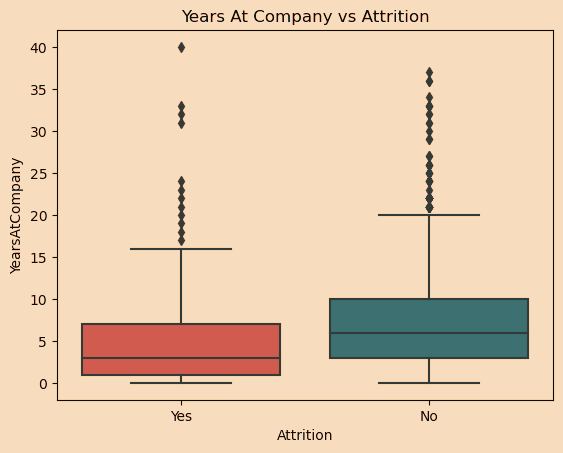 Years At Company vs Attrition
YearsAtCompany
40
35
30
25
20
15
10
5
0
Yes
No
Attrition